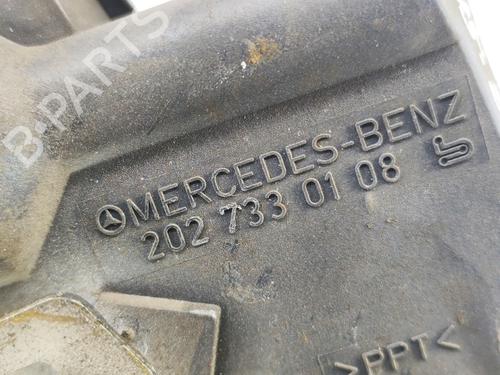 B-PARTS
MERCEDES-BENZ
202 733 01 08
>PPT<